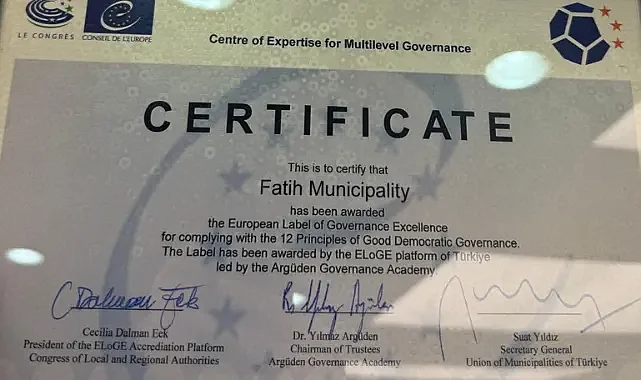 LE CONGRÈS
CONSEIL DE L'EUROPE
Centre of Expertise for Multilevel Governance
CERTIFICATE
This is to certify that
Fatih Municipality
has been awarded
the European Label of Governance Excellence
for complying with the 12 Principles of Good Democratic Governance.
The Label has been awarded by the ELoGE platform of Türkiye
led by the Argüden Governance Academy.
Cecilia Dalman Eek
President of the ELoGE Accreditation Platform
Congress of Local and Regional Authorities
Dr. Yılmaz Argüden
Chairman of Trustees
Argüden Governance Academy
Suat Yıldız
Secretary General
Union of Municipalities of Türkiye